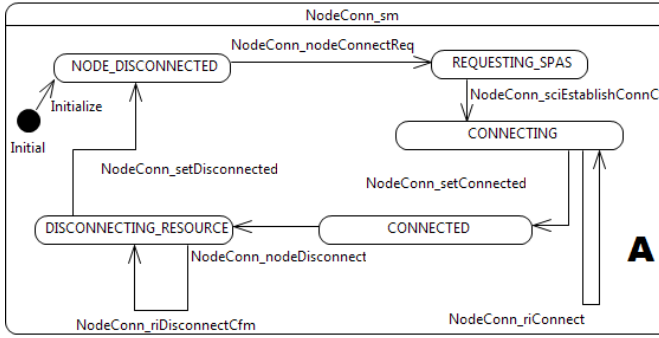 NodeConn_sm
NodeConn_nodeConnectReq
NODE_DISCONNECTED
REQUESTING_SPAS
Initialize
NodeConn_sciEstablishConnC
Initial
CONNECTING
NodeConn_setDisconnected
NodeConn_setConnected
DISCONNECTING_RESOURCE
CONNECTED
NodeConn_nodeDisconnect
A
NodeConn_riDisconnectCfm
NodeConn_riConnect